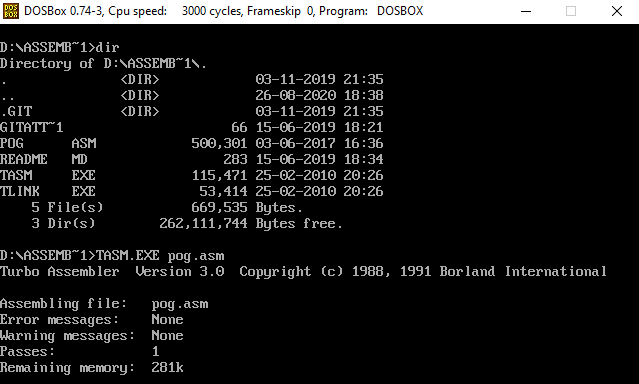 DOSBox 0.74-3, Cpu speed: 3000 cycles, Frameskip 0, Program: DOSBOX
D:\ASSEMB~1>dir
Directory of D:\ASSEMB~1\.
. <DIR> 03-11-2019 21:35
.. <DIR> 26-08-2020 18:38
.GIT <DIR> 03-11-2019 21:35
GITATT~1 66 15-06-2019 18:21
POG ASM 500,301 03-06-2017 16:36
README MD 283 15-06-2019 18:34
TASM EXE 115,471 25-02-2010 20:26
TLINK EXE 53,414 25-02-2010 20:26
5 File(s) 669,535 Bytes.
3 Dir(s) 262,111,744 Bytes free.
D:\ASSEMB~1>TASM.EXE pog.asm
Turbo Assembler Version 3.0 Copyright (c) 1988, 1991 Borland International
Assembling file: pog.asm
Error messages: None
Warning messages: None
Passes: 1
Remaining memory: 281k